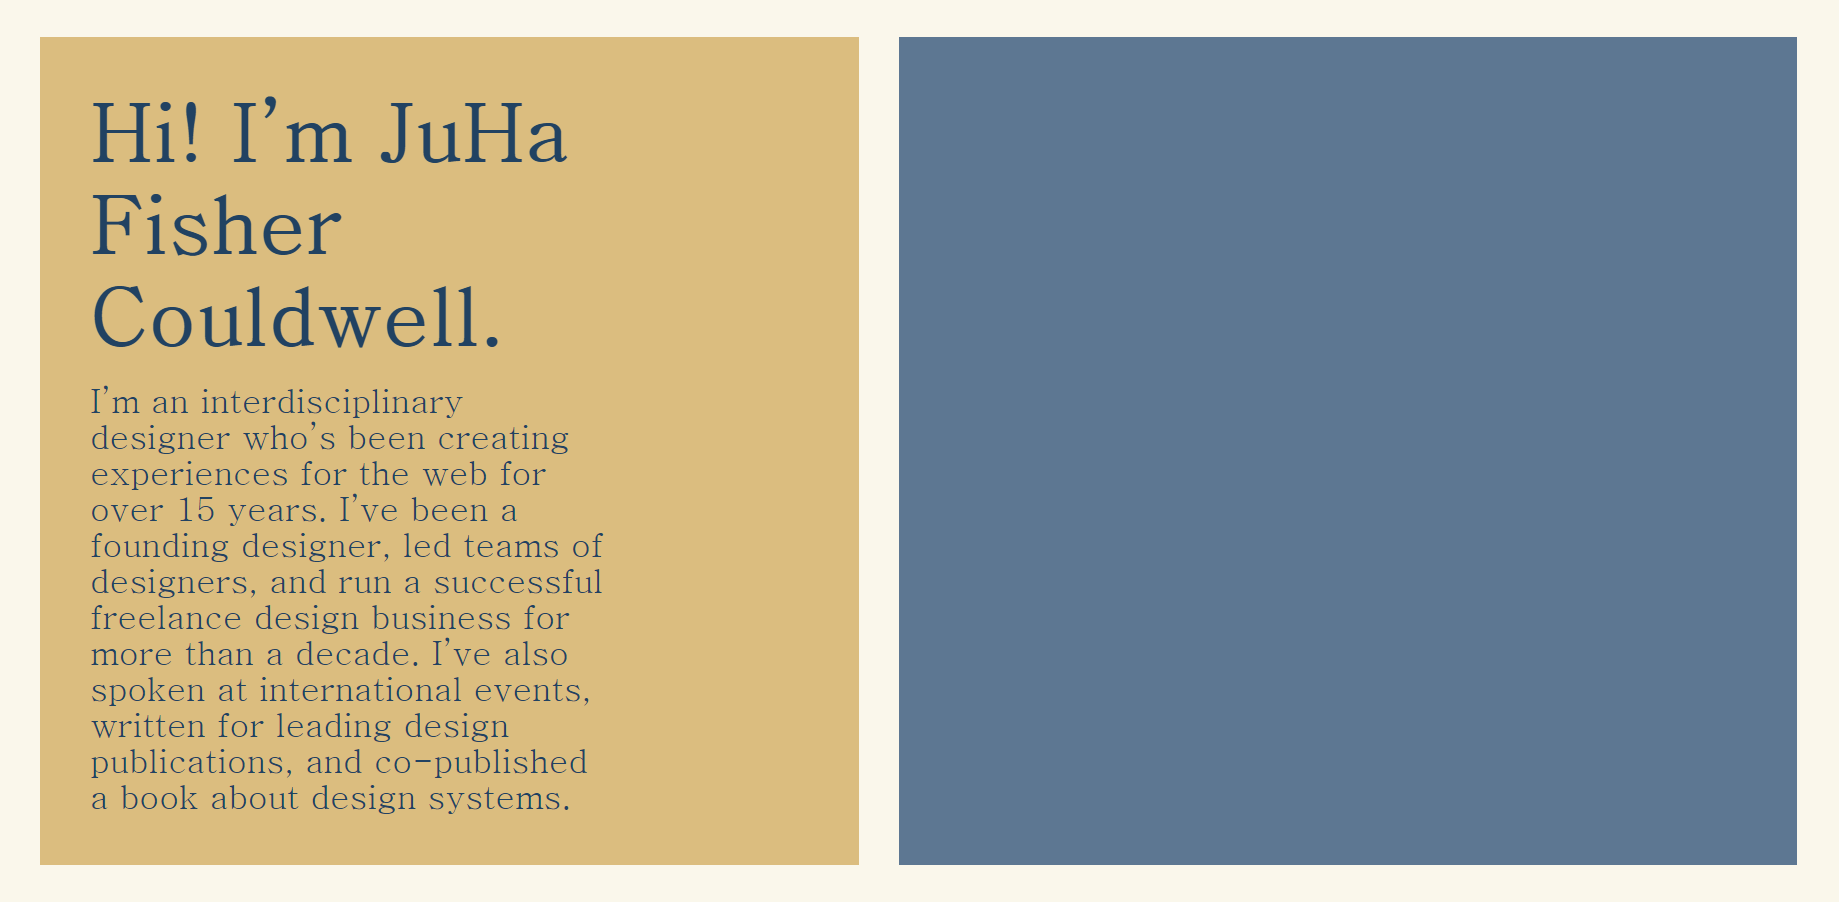 Hi! I’m JuHa
Fisher
Couldwell.
I’m an interdisciplinary
designer who’s been creating
experiences for the web for
over 15 years. I’ve been a
founding designer, led teams of
designers, and run a successful
freelance design business for
more than a decade. I’ve also
spoken at international events,
written for leading design
publications, and co-published
a book about design systems.